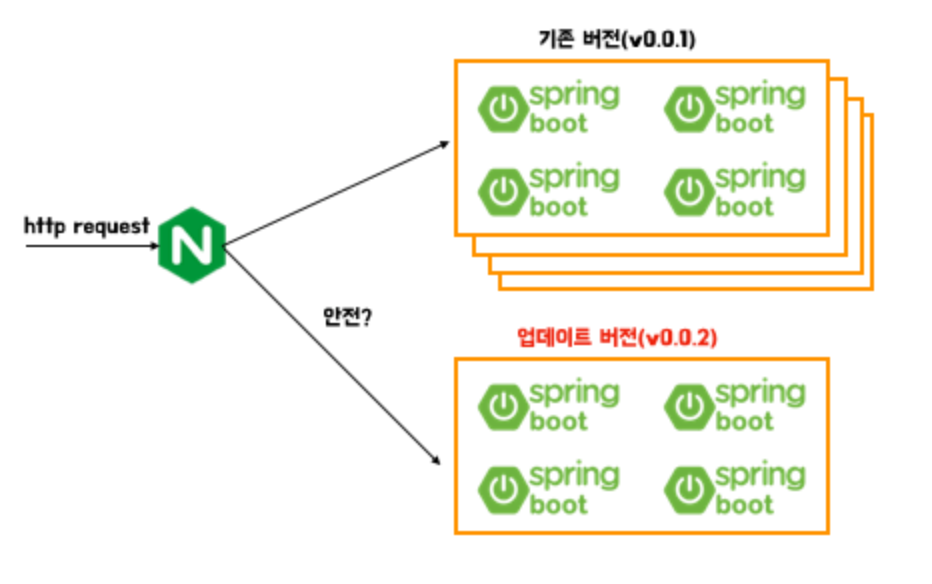 기존 버전(v0.0.1)
spring
boot
spring
boot
spring
boot
spring
boot
http request
N
안전?
업데이트 버전(v0.0.2)
spring
boot
spring
boot
spring
boot
spring
boot